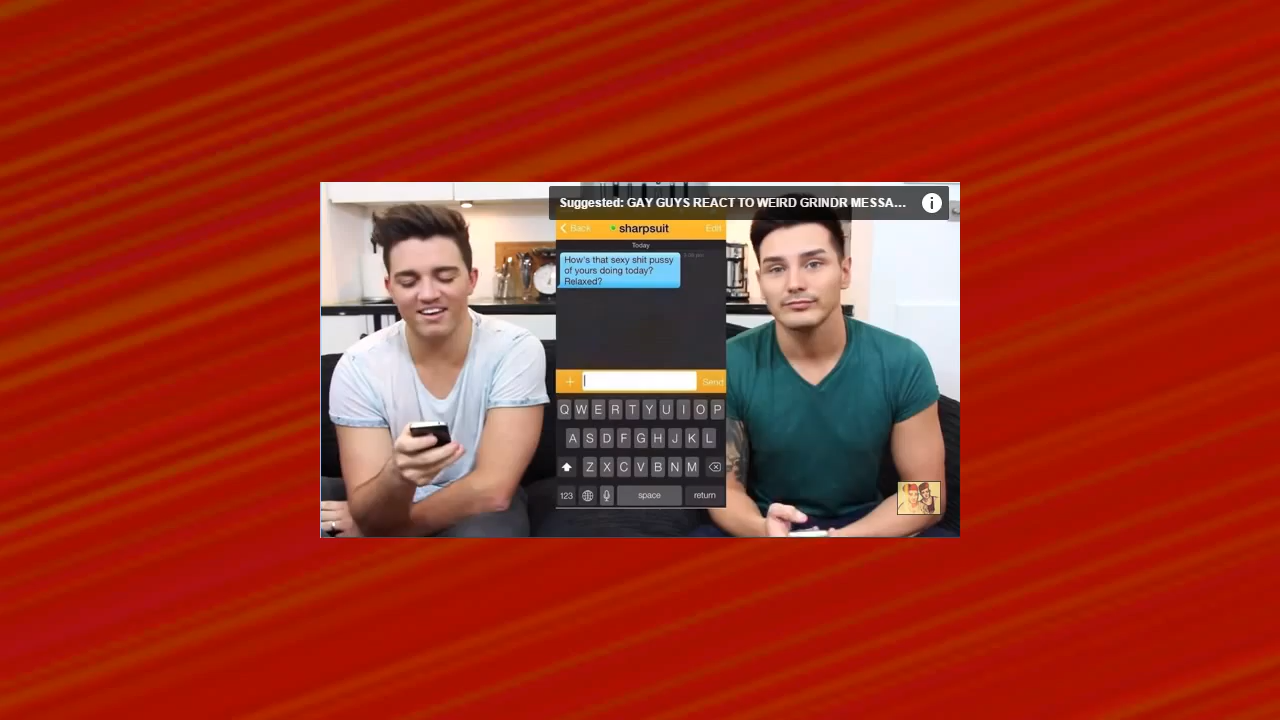 Suggested: GAY GUYS REACT TO WEIRD GRINDR MESSA...
Back sharpsuit Edit
Today
How's that sexy shit pussy
of yours doing today?
Relaxed?
Send
Q W E R T Y U I O P
A S D F G H J K L
Z X C V B N M
123 space return